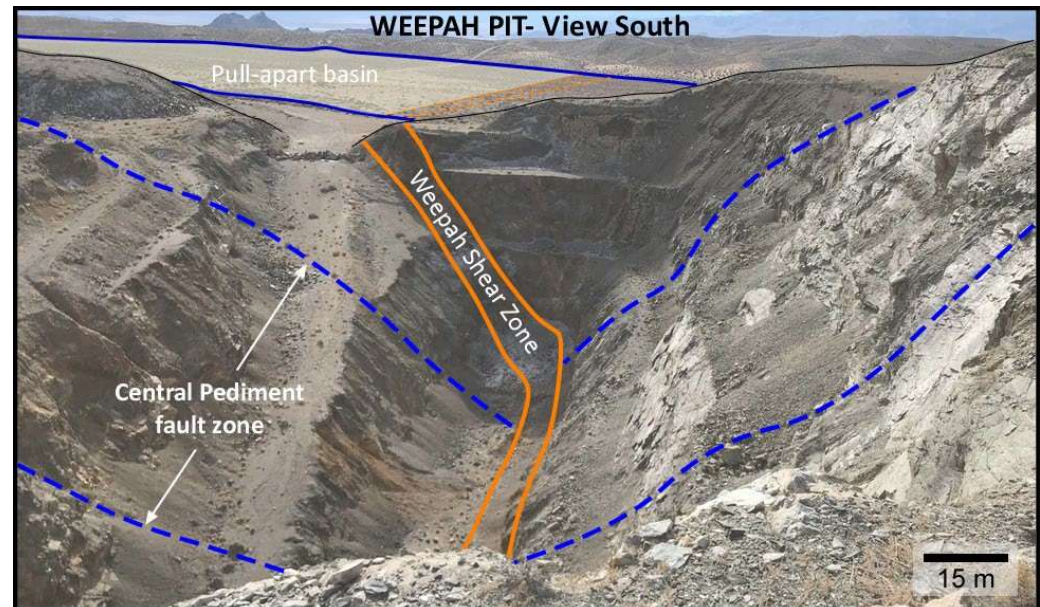 WEEPAH PIT- View South
Pull-apart basin
Weepah Shear Zone
Central Pediment
fault zone
15 m